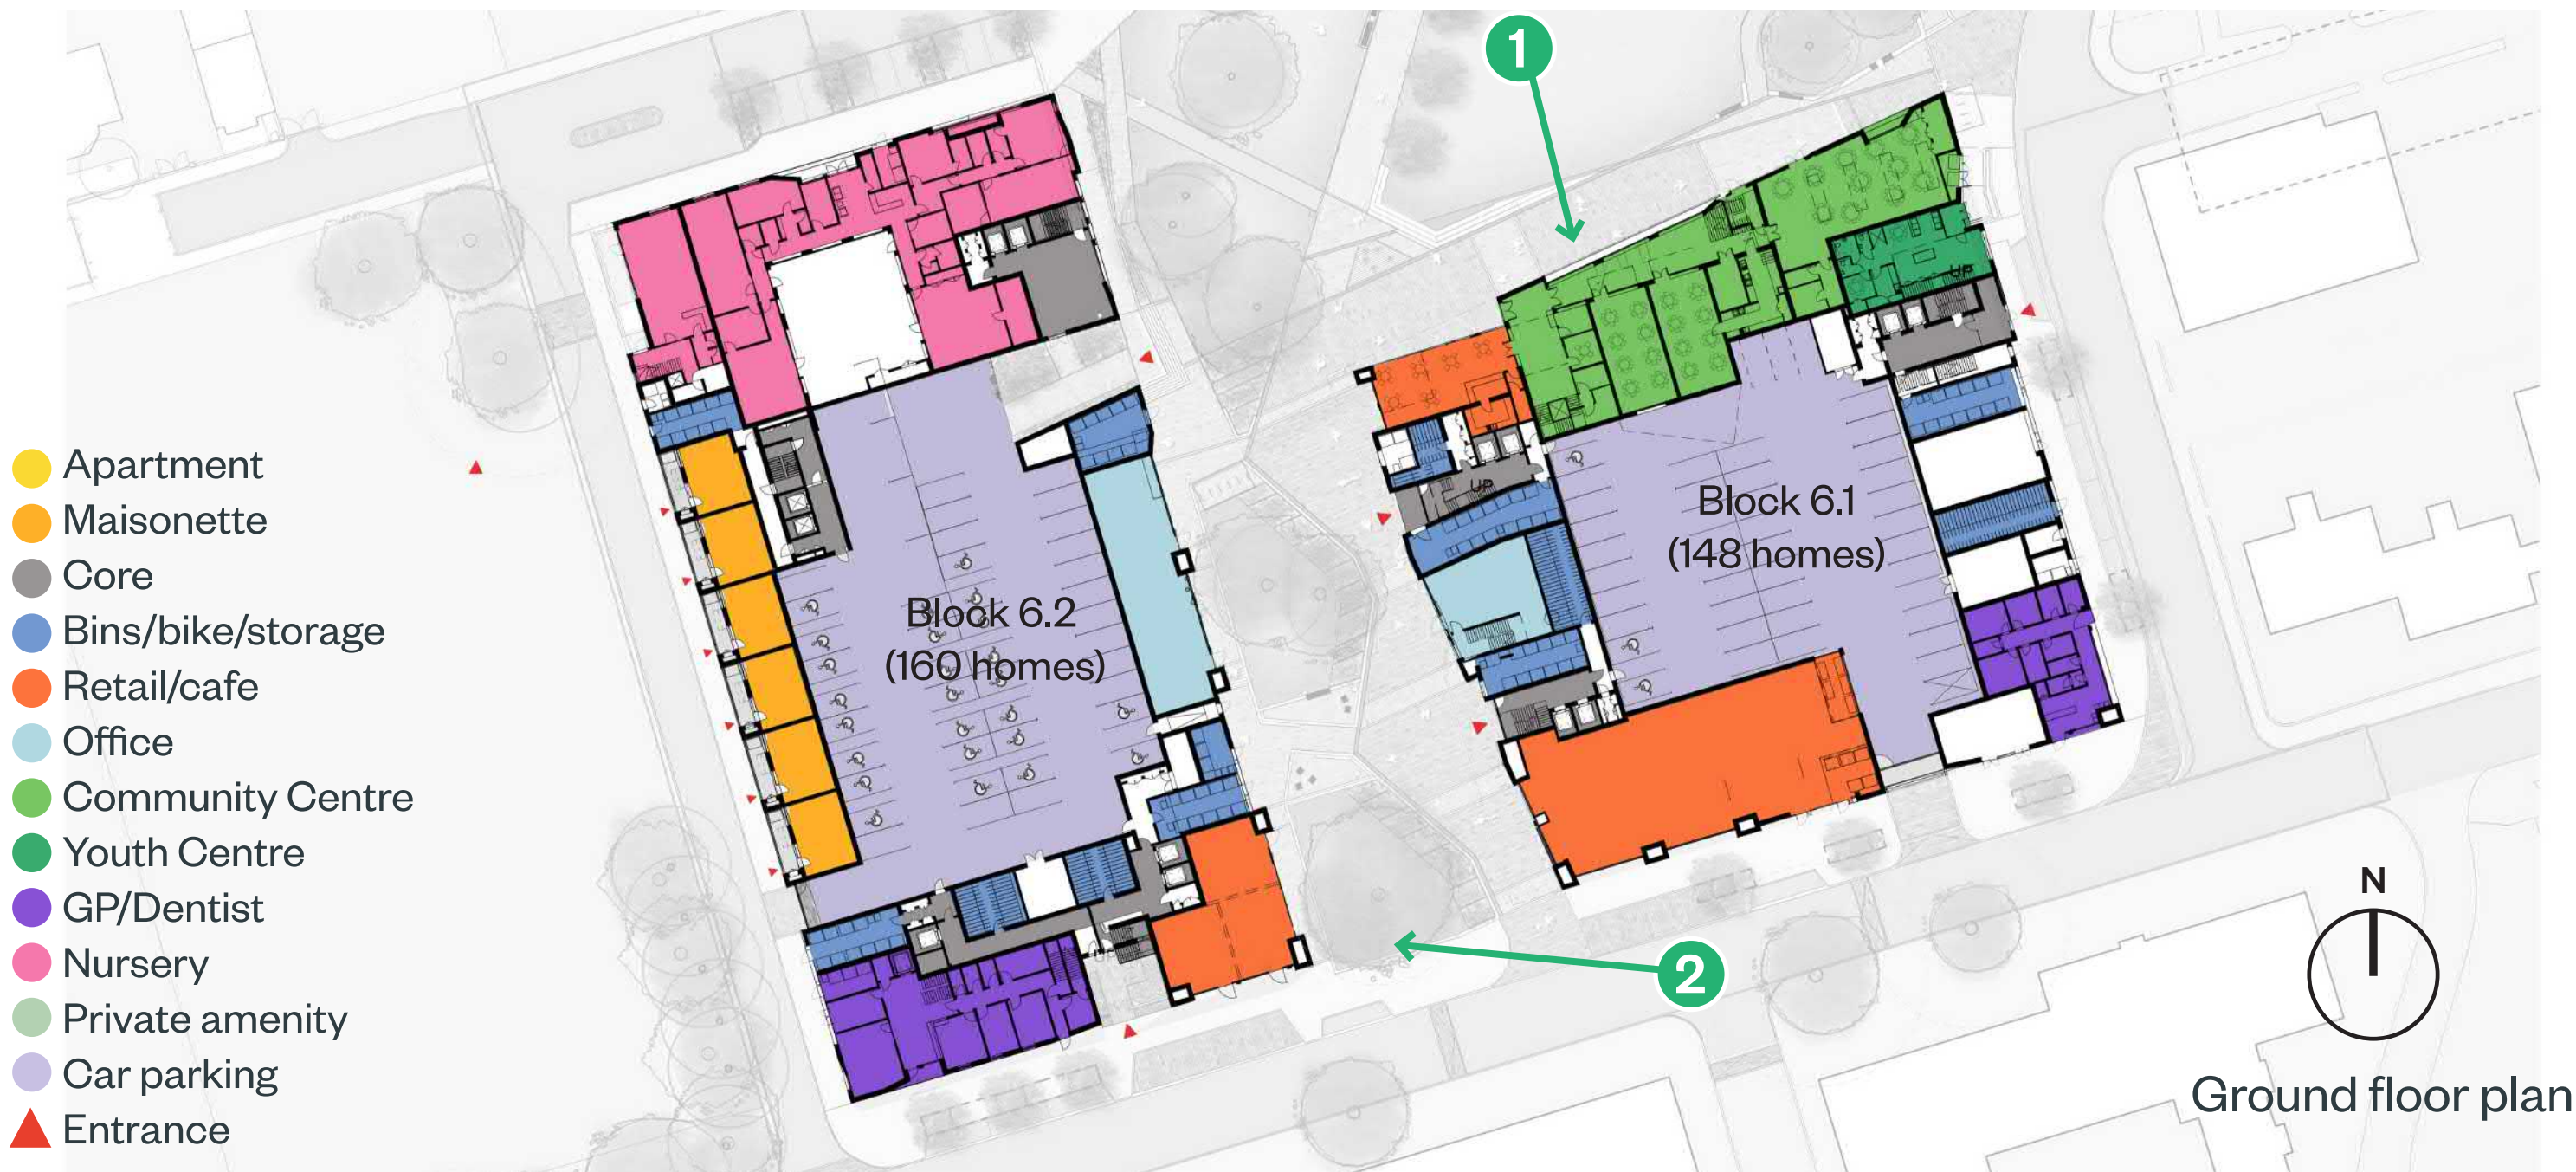 1
Apartment
Maisonette
Core
Bins/bike/storage
Retail/cafe
Office
Community Centre
Youth Centre
GP/Dentist
Nursery
Private amenity
Car parking
Entrance
Block 6.2
(160 homes)
Block 6.1
(148 homes)
UP
UP
2
N
Ground floor plan